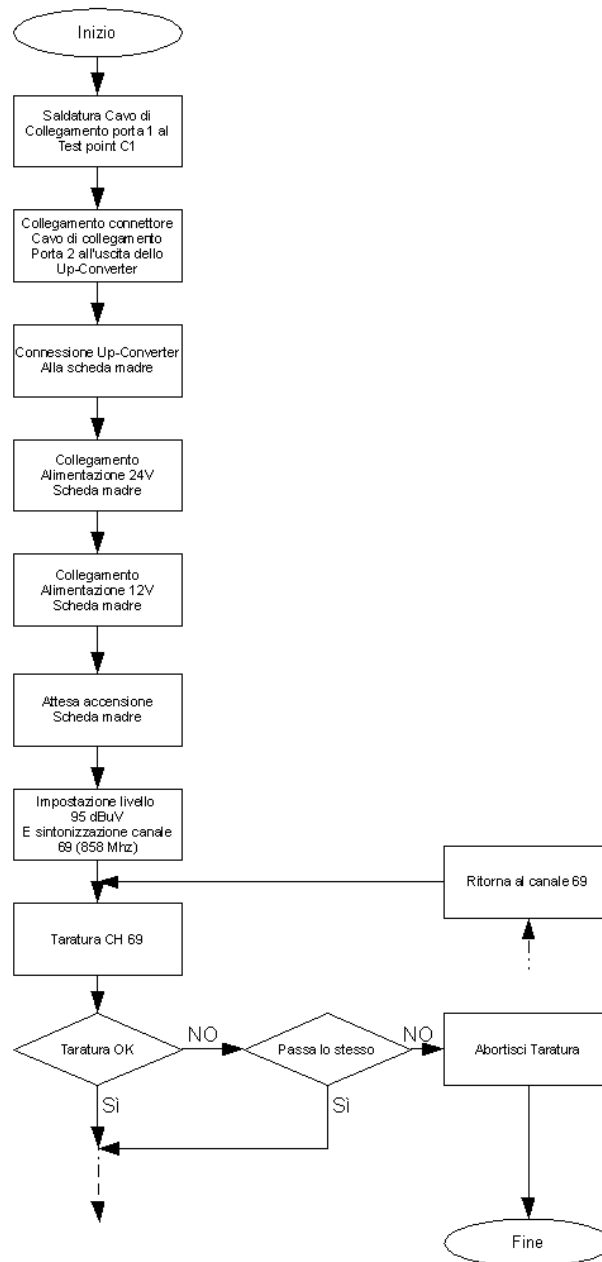 Inizio
Saldatura Cavo di
Collegamento porta 1 al
Test point C1
Collegamento connettore
Cavo di collegamento
Porta 2 all'uscita dello
Up-Converter
Connessione Up-Converter
Alla scheda madre
Collegamento
Alimentazione 24V
Scheda madre
Collegamento
Alimentazione 12V
Scheda madre
Attesa accensione
Scheda madre
Impostazione livello
95 dBuV
E sintonizzazione canale
69 (858 Mhz)
Ritorna al canale 69
Taratura CH 69
Taratura OK
NO
Passa lo stesso
NO
Abortisci Taratura
Sì
Sì
Fine